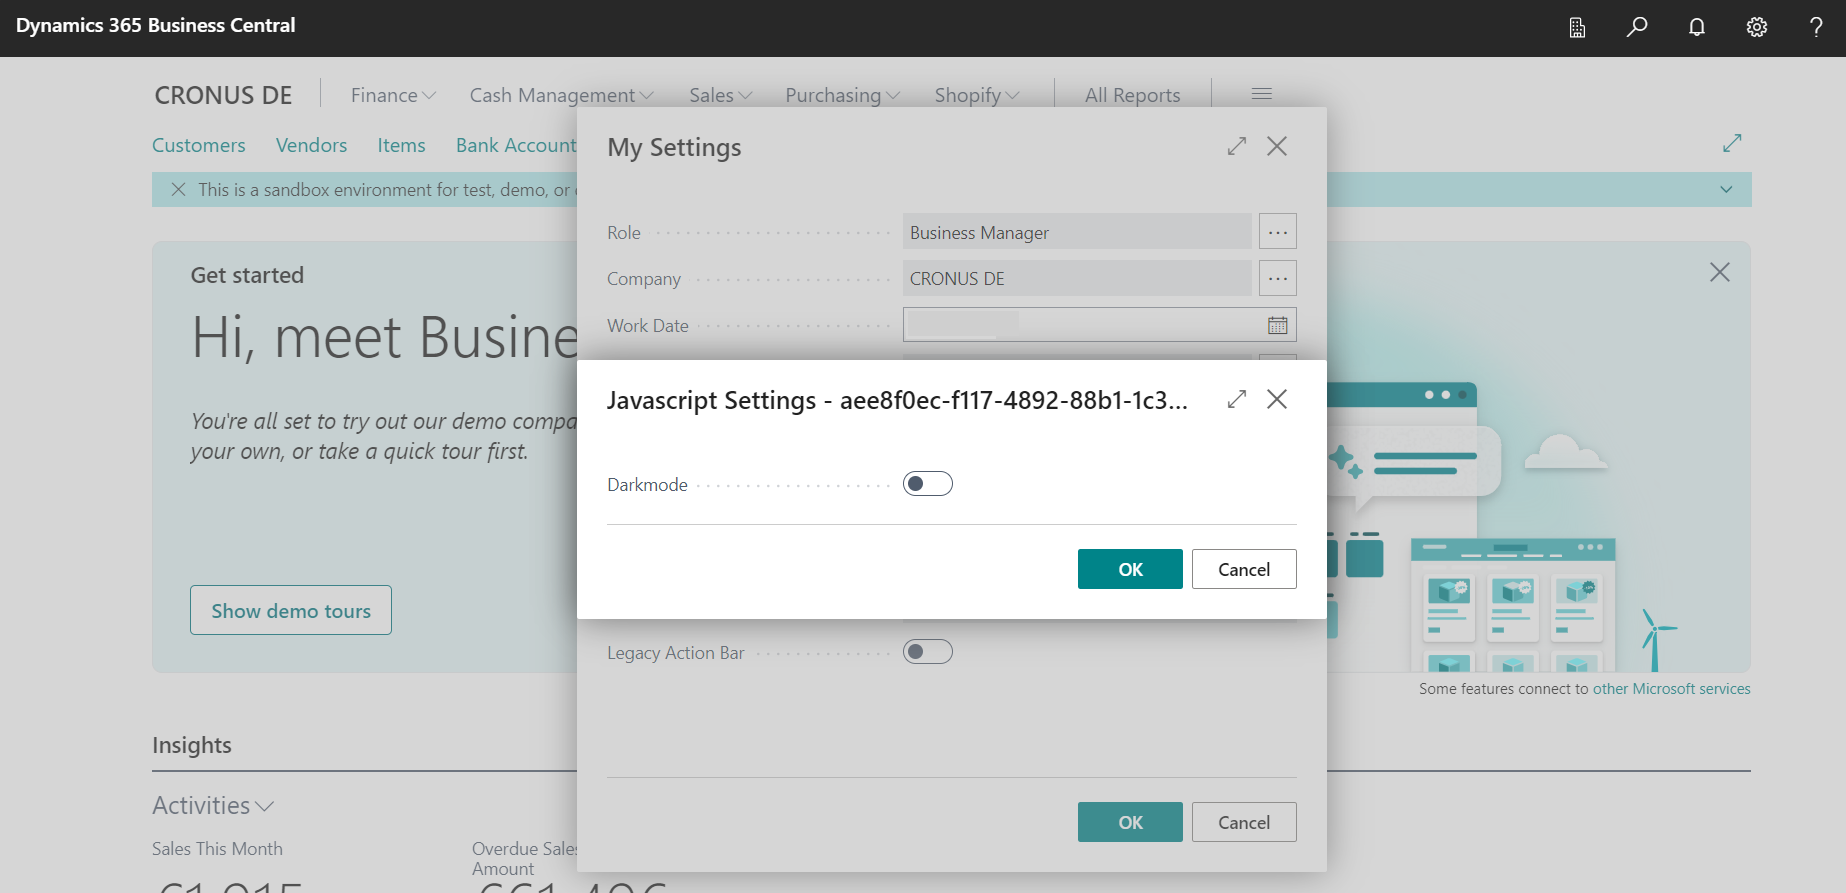 Dynamics 365 Business Central
CRONUS DE
Finance
Cash Management
Sales
Purchasing
Shopify
All Reports
Customers
Vendors
Items
Bank Account
This is a sandbox environment for test, demo, or
Get started
Hi, meet Busine
You're all set to try out our demo compa
your own, or take a quick tour first.
Show demo tours
My Settings
Role
Business Manager
Company
CRONUS DE
Work Date
Javascript Settings - aee8f0ec-f117-4892-88b1-1c3...
Darkmode
OK
Cancel
Legacy Action Bar
OK
Cancel
Some features connect to other Microsoft services
Insights
Activities
Sales This Month
Overdue Sales
Amount